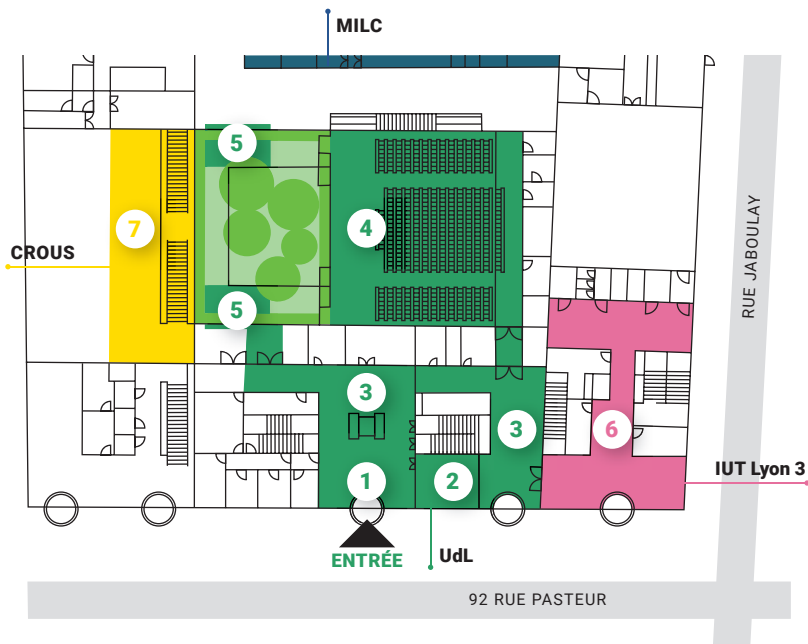 MILC
5
7
4
CROUS
RUE JABOULAY
5
3
3
6
IUT Lyon 3
1
2
ENTRÉE
UdL
92 RUE PASTEUR